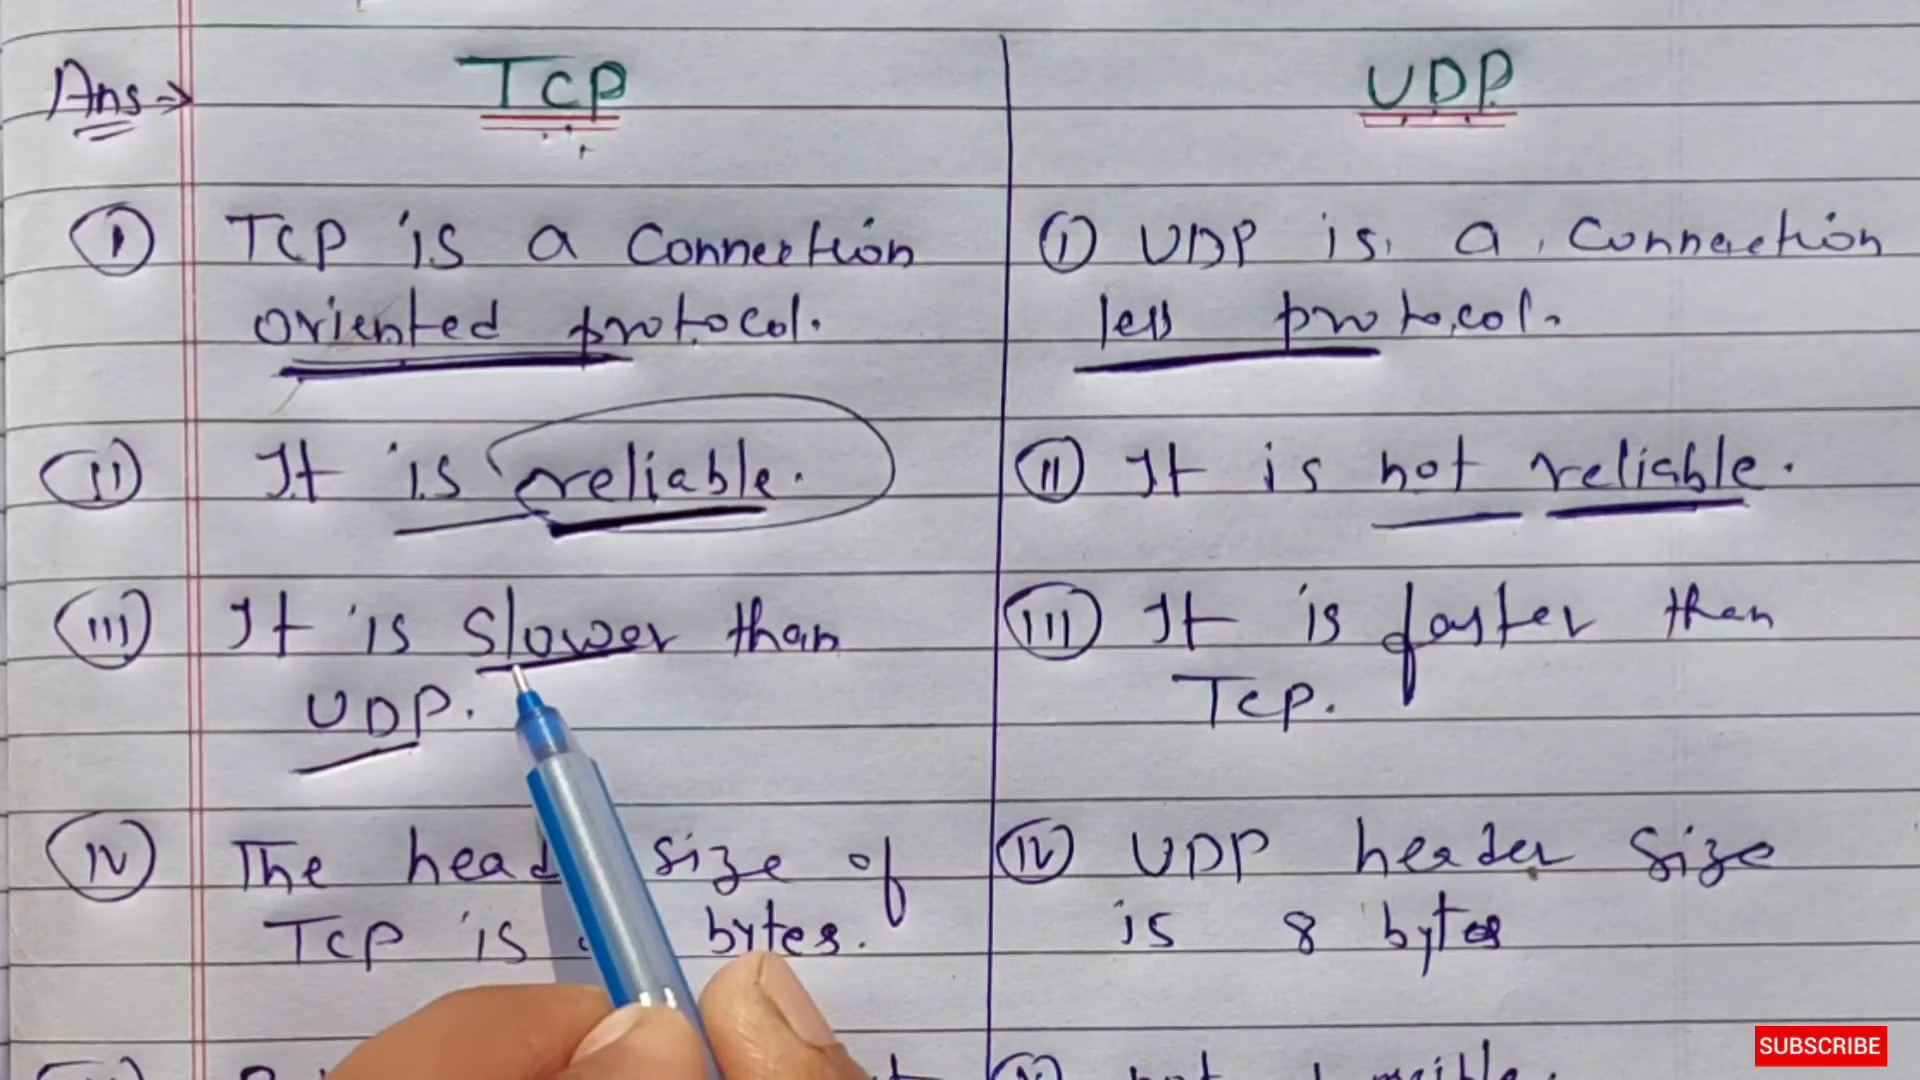 Ans → TCP UDP
(I) TCP is a Connection
oriented protocol.
(I) UDP is a Connection
less protocol.
(II) It is reliable.
(II) It is not reliable.
(III) It is slower than
UDP.
(III) It is faster than
TCP.
(IV) The size of
TCP is bytes.
(IV) UDP header size
is 8 bytes
not
SUBSCRIBE